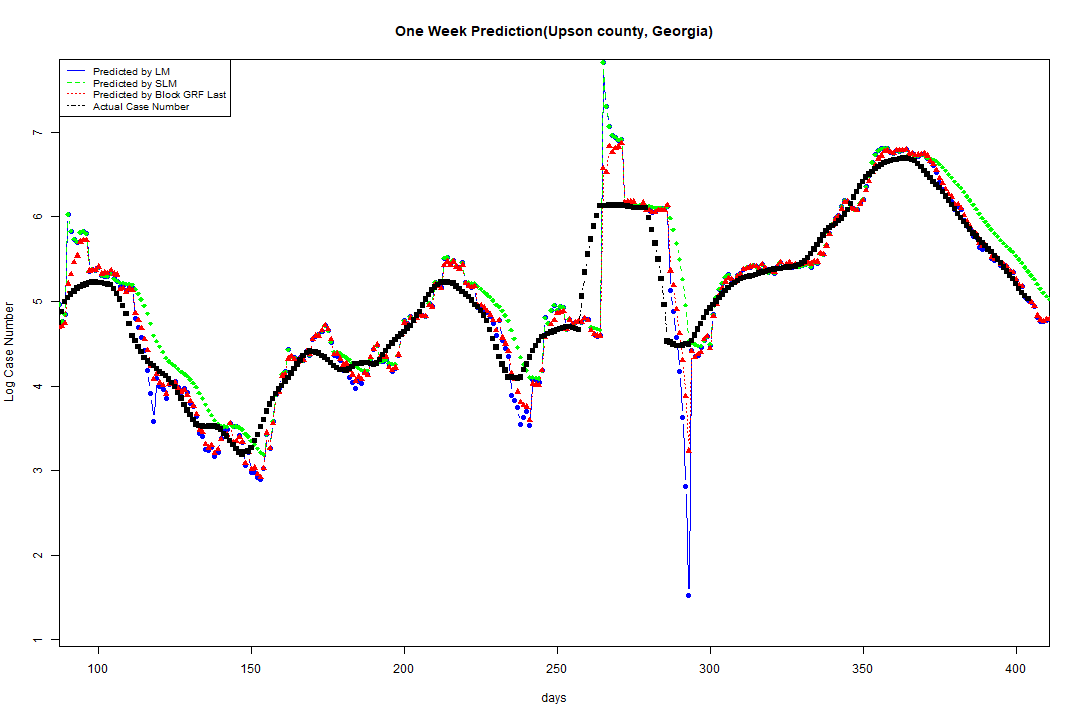 One Week Prediction(Upson county, Georgia)
Predicted by LM
Predicted by SLM
Predicted by Block GRF Last
Actual Case Number
Log Case Number
7
6
5
4
3
2
1
100 150 200 250 300 350 400
days